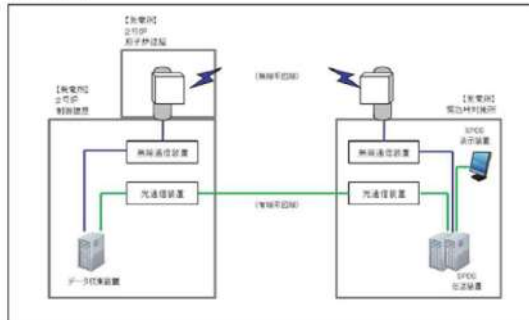 【発電所】
2号炉
原子炉建屋
(無線系回線)
【発電所】
2号炉
制御建屋
【発電所】
緊急時対策所
SPDS
表示装置
無線通信装置
無線通信装置
光通信装置
光通信装置
(有線系回線)
データ収集装置
SPDS
伝送装置